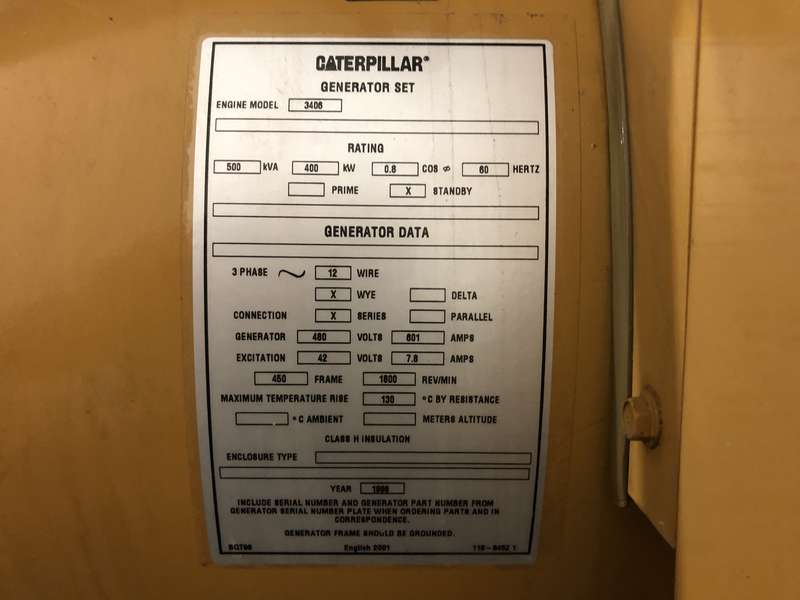 CATERPILLAR®
GENERATOR SET
ENGINE MODEL 3406
RATING
500 kVA 400 kW 0.8 COS ø 60 HERTZ
PRIME X STANDBY
GENERATOR DATA
3 PHASE ~ 12 WIRE
X WYE DELTA
CONNECTION X SERIES PARALLEL
GENERATOR 480 VOLTS 601 AMPS
EXCITATION 42 VOLTS 7.8 AMPS
450 FRAME 1800 REV/MIN
MAXIMUM TEMPERATURE RISE 130 °C BY RESISTANCE
°C AMBIENT METERS ALTITUDE
CLASS H INSULATION
ENCLOSURE TYPE
YEAR
INCLUDE SERIAL NUMBER AND GENERATOR PART NUMBER FROM
GENERATOR SERIAL NUMBER PLATE WHEN ORDERING PARTS AND IN
CORRESPONDENCE.
GENERATOR FRAME SHOULD BE GROUNDED.
English 2001